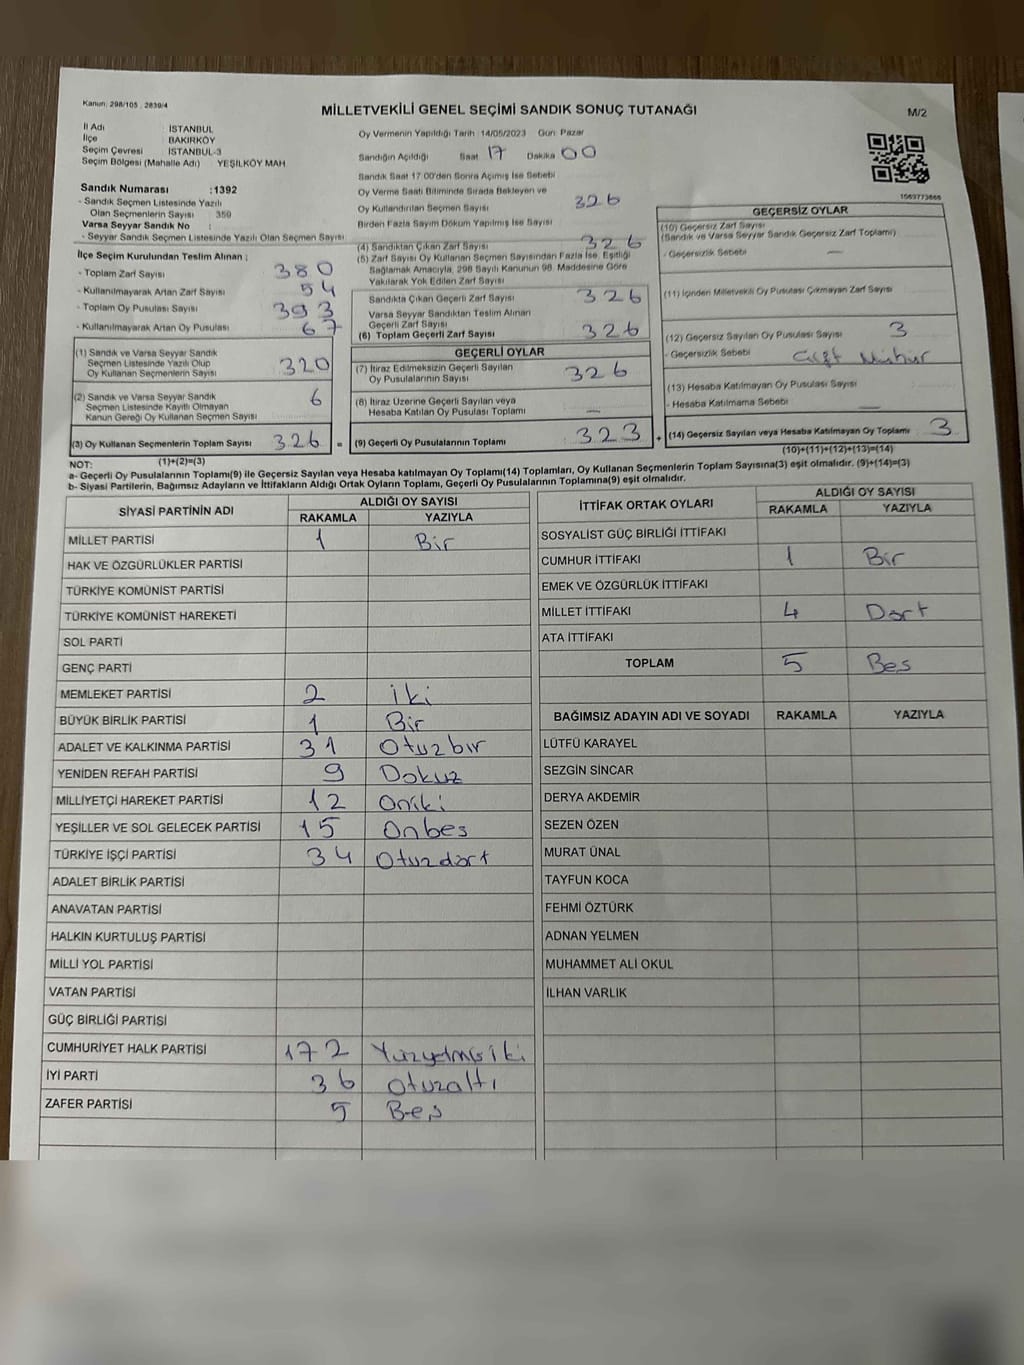 Kanun: 298/105 , 2839/4
MİLLETVEKİLİ GENEL SEÇİMİ SANDIK SONUÇ TUTANAĞI
M/2
İl Adı : İSTANBUL
İlçe : BAKIRKÖY
Seçim Çevresi : İSTANBUL-3
Seçim Bölgesi (Mahalle Adı) : YEŞİLKÖY MAH.
Sandık Numarası :1392
- Sandık Seçmen Listesinde Yazılı
Olan Seçmenlerin Sayısı : 359
Varsa Seyyar Sandık No :
- Seyyar Sandık Seçmen Listesinde Yazılı Olan Seçmen Sayısı:
İlçe Seçim Kurulundan Teslim Alınan ;
- Toplam Zarf Sayısı 380
- Kullanılmayarak Artan Zarf Sayısı 54
- Toplam Oy Pusulası Sayısı 393
- Kullanılmayarak Artan Oy Pusulası 67
(1) Sandık ve Varsa Seyyar Sandık
Seçmen Listesinde Yazılı Olup
Oy Kullanan Seçmenlerin Sayısı 320
(2) Sandık ve Varsa Seyyar Sandık
Seçmen Listesinde Kayıtlı Olmayan
Kanun Gereği Oy Kullanan Seçmen Sayısı 6
(3) Oy Kullanan Seçmenlerin Toplam Sayısı 326 =
(1)+(2)=(3)
Oy Vermenin Yapıldığı Tarih : 14/05/2023 Gün: Pazar
Sandığın Açıldığı Saat 17 Dakika 00
Sandık Saat 17:00'den Sonra Açılmış İse Sebebi
Oy Verme Saati Bitiminde Sırada Bekleyen ve
Oy Kullandırılan Seçmen Sayısı 326
Birden Fazla Sayım Döküm Yapılmış İse Sayısı
(4) Sandıktan Çıkan Zarf Sayısı 326
(5) Zarf Sayısı Oy Kullanan Seçmen Sayısından Fazla İse, Eşitliği
Sağlamak Amacıyla, 298 Sayılı Kanunun 98. Maddesine Göre
Yakılarak Yok Edilen Zarf Sayısı
Sandıkta Çıkan Geçerli Zarf Sayısı 326
Varsa Seyyar Sandıktan Teslim Alınan
Geçerli Zarf Sayısı
(6) Toplam Geçerli Zarf Sayısı 326
GEÇERLİ OYLAR
(7) İtiraz Edilmeksizin Geçerli Sayılan
Oy Pusulalarının Sayısı 326
(8) İtiraz Üzerine Geçerli Sayılan veya
Hesaba Katılan Oy Pusulası Toplamı —
(9) Geçerli Oy Pusulalarının Toplamı 323 +
1563773866
GEÇERSİZ OYLAR
(10) Geçersiz Zarf Sayısı
(Sandık ve Varsa Seyyar Sandık Geçersiz Zarf Toplamı)
- Geçersizlik Sebebi —
(11) İçinden Milletvekili Oy Pusulası Çıkmayan Zarf Sayısı
(12) Geçersiz Sayılan Oy Pusulası Sayısı 3
- Geçersizlik Sebebi Çift Mühür
(13) Hesaba Katılmayan Oy Pusulası Sayısı
- Hesaba Katılmama Sebebi —
(14) Geçersiz Sayılan veya Hesaba Katılmayan Oy Toplamı 3
(10)+(11)+(12)+(13)=(14)
NOT:
a- Geçerli Oy Pusulalarının Toplamı(9) ile Geçersiz Sayılan veya Hesaba katılmayan Oy Toplamı(14) Toplamları, Oy Kullanan Seçmenlerin Toplam Sayısına(3) eşit olmalıdır. (9)+(14)=(3)
b- Siyasi Partilerin, Bağımsız Adayların ve İttifakların Aldığı Oyların Toplamı, Geçerli Oy Pusulalarının Toplamına(9) eşit olmalıdır.
SİYASİ PARTİNİN ADI ALDIĞI OY SAYISI
RAKAMLA YAZIYLA
MİLLET PARTİSİ 1 Bir
HAK VE ÖZGÜRLÜKLER PARTİSİ
TÜRKİYE KOMÜNİST PARTİSİ
TÜRKİYE KOMÜNİST HAREKETİ
SOL PARTİ
GENÇ PARTİ
MEMLEKET PARTİSİ 2 iki
BÜYÜK BİRLİK PARTİSİ 1 Bir
ADALET VE KALKINMA PARTİSİ 31 Otuzbir
YENİDEN REFAH PARTİSİ 9 Dokuz
MİLLİYETÇİ HAREKET PARTİSİ 12 Oniki
YEŞİLLER VE SOL GELECEK PARTİSİ 15 Onbes
TÜRKİYE İŞÇİ PARTİSİ 34 Otuzdört
ADALET BİRLİK PARTİSİ
ANAVATAN PARTİSİ
HALKIN KURTULUŞ PARTİSİ
MİLLİ YOL PARTİSİ
VATAN PARTİSİ
GÜÇ BİRLİĞİ PARTİSİ
CUMHURİYET HALK PARTİSİ 172 Yüzyetmişiki
İYİ PARTİ 36 Otuzaltı
ZAFER PARTİSİ 5 Beş
İTTİFAK ORTAK OYLARI ALDIĞI OY SAYISI
RAKAMLA YAZIYLA
SOSYALİST GÜÇ BİRLİĞİ İTTİFAKI
CUMHUR İTTİFAKI 1 Bir
EMEK VE ÖZGÜRLÜK İTTİFAKI
MİLLET İTTİFAKI 4 Dört
ATA İTTİFAKI
TOPLAM 5 Bes
BAĞIMSIZ ADAYIN ADI VE SOYADI RAKAMLA YAZIYLA
LÜTFÜ KARAYEL
SEZGİN SİNCAR
DERYA AKDEMİR
SEZEN ÖZEN
MURAT ÜNAL
TAYFUN KOCA
FEHMİ ÖZTÜRK
ADNAN YELMEN
MUHAMMET ALİ OKUL
İLHAN VARLIK